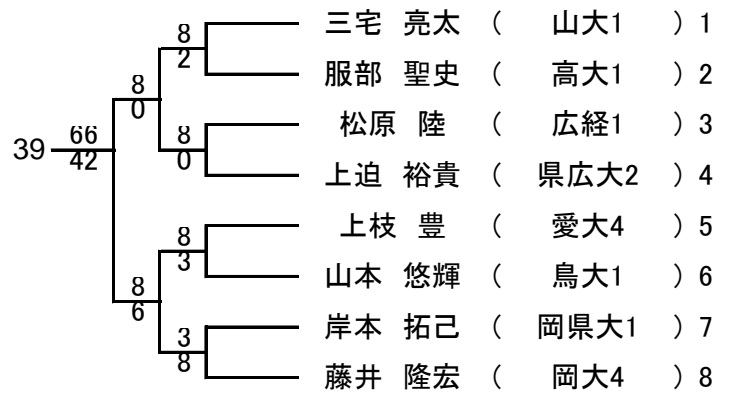 三宅 亮太 ( 山大1 ) 1
8
2
服部 聖史 ( 高大1 ) 2
8
0
松原 陸 ( 広経1 ) 3
8
0
39
66
42
上迫 裕貴 ( 県広大2 ) 4
上枝 豊 ( 愛大4 ) 5
8
3
山本 悠輝 ( 鳥大1 ) 6
8
6
岸本 拓己 ( 岡県大1 ) 7
3
8
藤井 隆宏 ( 岡大4 ) 8